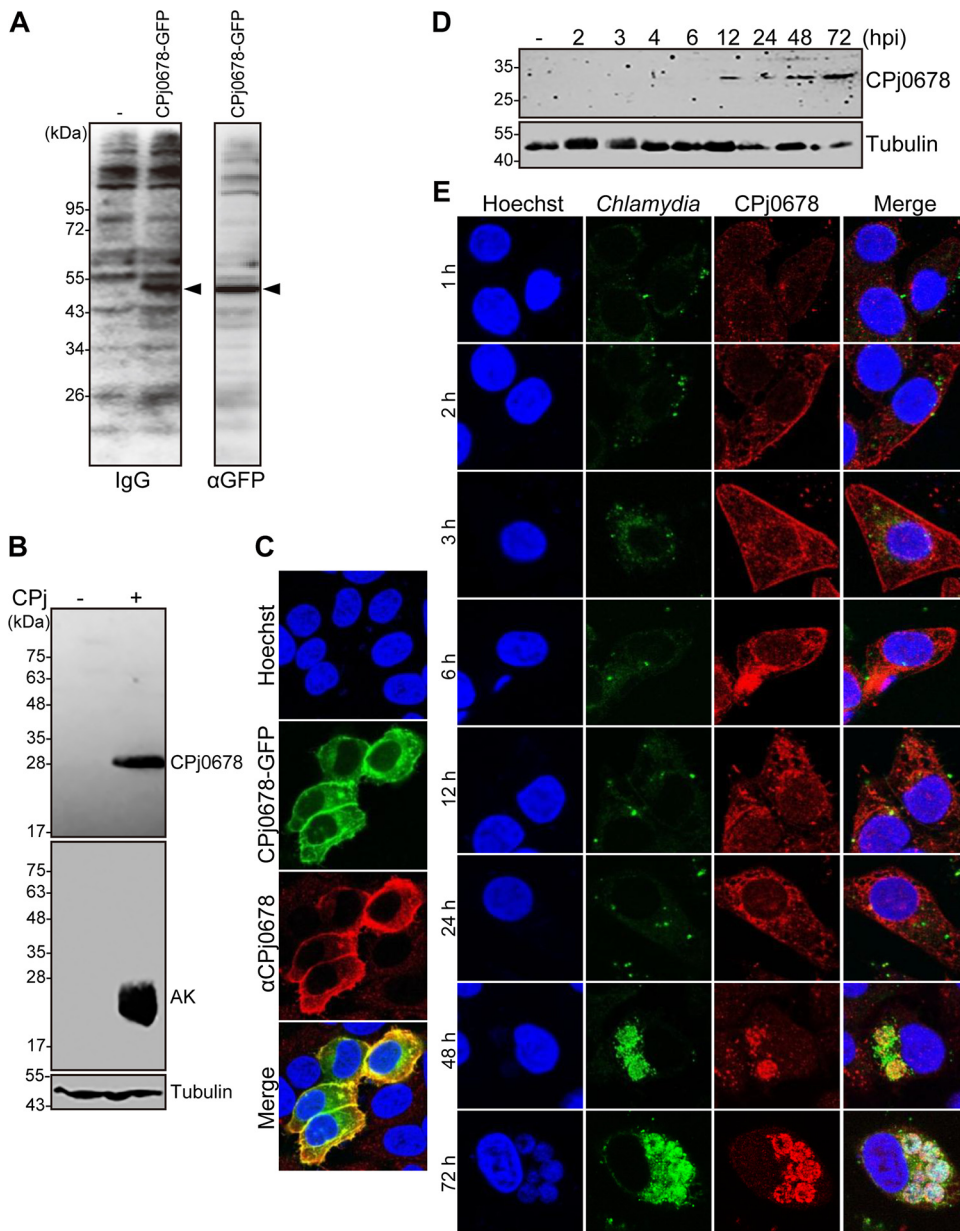 A
-
CPj0678-GFP
CPj0678-GFP
(kDa)
95
72
55
43
34
26
IgG
αGFP
B
CPj
-
+
(kDa)
75
63
48
35
28
17
CPj0678
75
63
48
35
28
17
AK
55
43
Tubulin
C
Hoechst
CPj0678-GFP
αCPj0678
Merge
D
- 2 3 4 6 12 24 48 72 (hpi)
35
25
CPj0678
55
40
Tubulin
E
Hoechst Chlamydia CPj0678 Merge
1 h
2 h
3 h
6 h
12 h
24 h
48 h
72 h